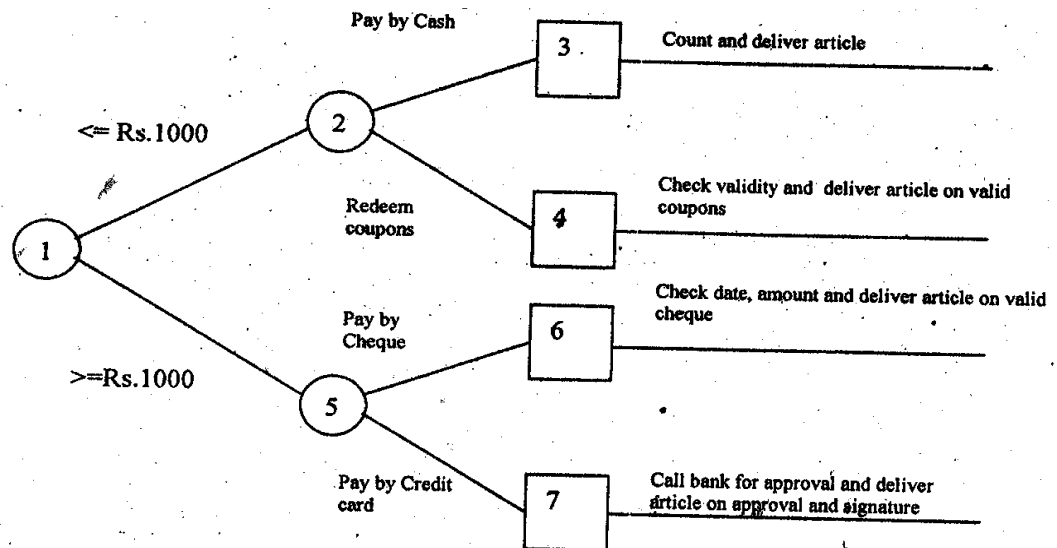 Pay by Cash
3
Count and deliver article
<= Rs.1000
2
Redeem
coupons
4
Check validity and deliver article on valid
coupons
1
Pay by
Cheque
6
Check date, amount and deliver article on valid
cheque
>=Rs.1000
5
Pay by Credit
card
7
Call bank for approval and deliver
article on approval and signature